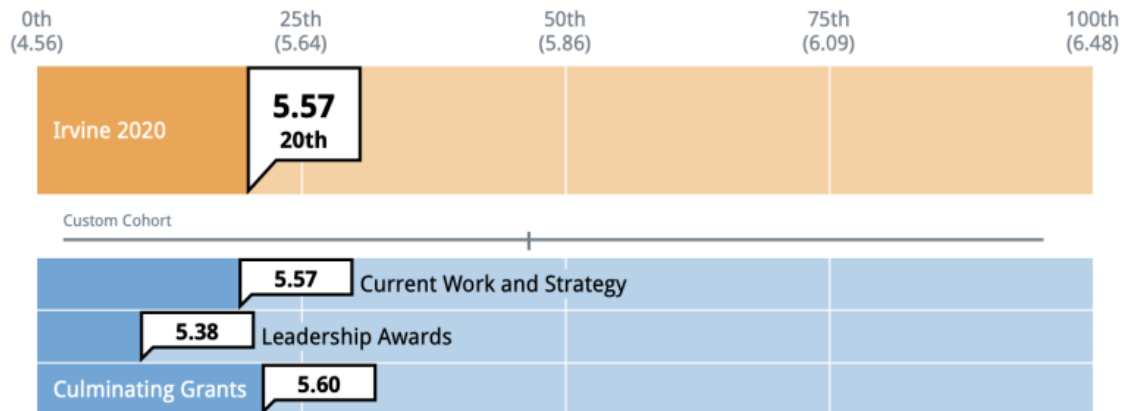 0th 25th 50th 75th 100th
(4.56) (5.64) (5.86) (6.09) (6.48)
5.57
Irvine 2020
20th
Custom Cohort
5.57 Current Work and Strategy
5.38 Leadership Awards
Culminating Grants 5.60